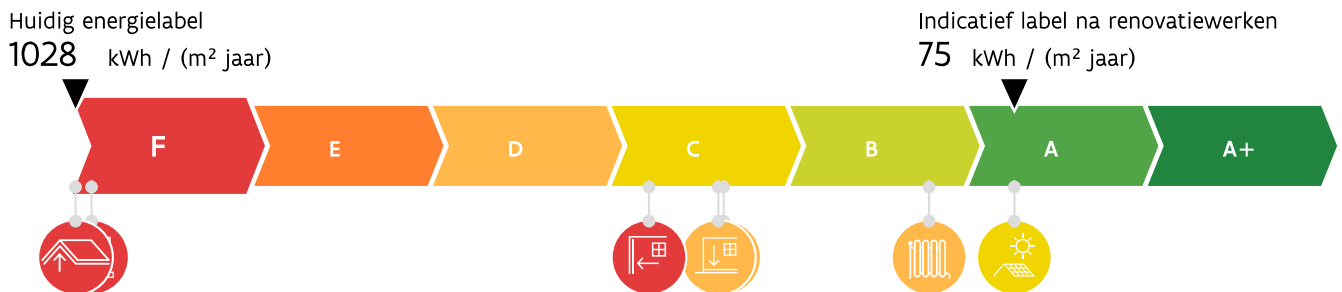 Huidig energielabel
1028 kWh / (m² jaar)
Indicatief label na renovatiewerken
75 kWh / (m² jaar)
F E D C B A A+